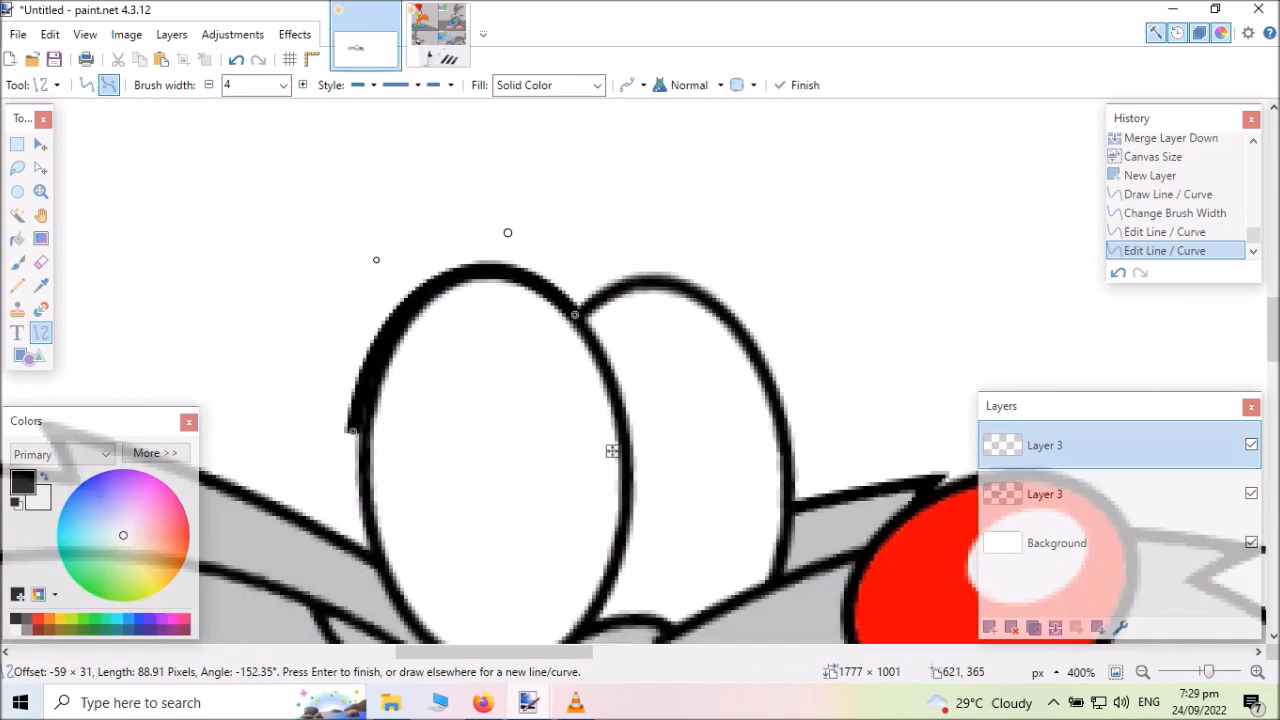 *Untitled - paint.net 4.3.12
File Edit View Image Layers Adjustments Effects
Tool: Brush width: 4 Style: Fill: Solid Color Normal Finish
To...
History
Merge Layer Down
Canvas Size
New Layer
Draw Line / Curve
Change Brush Width
Edit Line / Curve
Edit Line / Curve
Colors
Primary More >>
Layers
Layer 3
Layer 3
Background
Offset: -59 × 31, Length: 88.91 Pixels, Angle: -152.35°. Press Enter to finish, or draw elsewhere for a new line/curve. 1777 × 1001 621, 365 px 400%
Type here to search 29°C Cloudy ENG 7:29 pm 24/09/2022 7